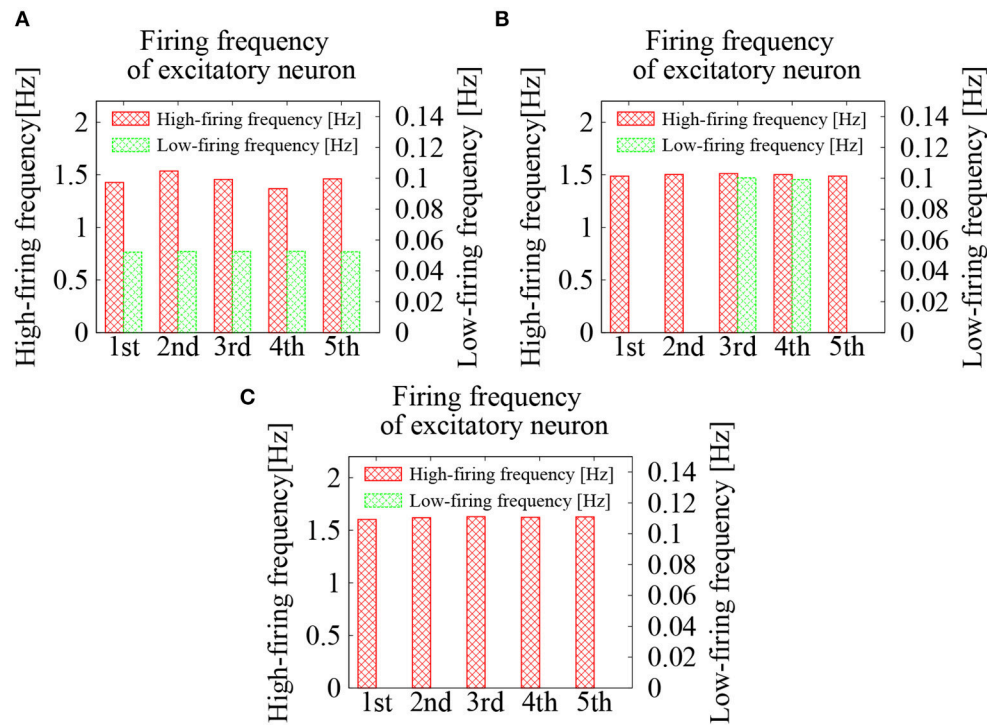 A
Firing frequency
of excitatory neuron
High-firing frequency[Hz]
2
1.5
1
0.5
0
High-firing frequency [Hz]
Low-firing frequency [Hz]
0.14
0.12
0.1
0.08
0.06
0.04
0.02
0
Low-firing frequency [Hz]
1st 2nd 3rd 4th 5th
B
Firing frequency
of excitatory neuron
High-firing frequency[Hz]
2
1.5
1
0.5
0
High-firing frequency [Hz]
Low-firing frequency [Hz]
0.14
0.12
0.1
0.08
0.06
0.04
0.02
0
Low-firing frequency [Hz]
1st 2nd 3rd 4th 5th
C
Firing frequency
of excitatory neuron
High-firing frequency[Hz]
2
1.5
1
0.5
0
High-firing frequency [Hz]
Low-firing frequency [Hz]
0.14
0.12
0.1
0.08
0.06
0.04
0.02
0
Low-firing frequency [Hz]
1st 2nd 3rd 4th 5th